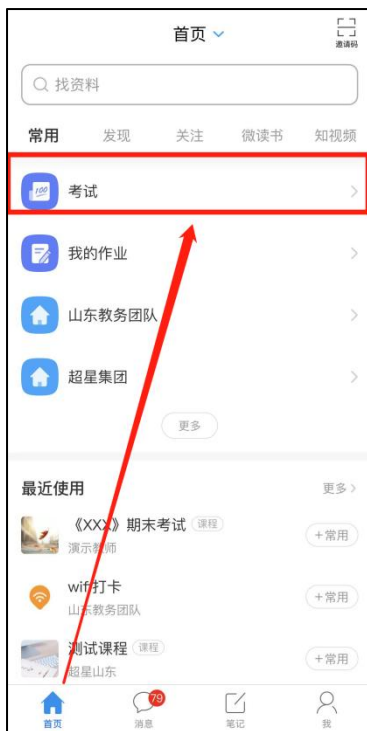 首页
邀请码
找资料
常用 发现 关注 微读书 知视频
100 考试
我的作业
山东教务团队
超星集团
更多
最近使用 更多
《XXX》期末考试 课程
演示教师
+常用
wifi打卡
山东教务团队
+常用
测试课程 课程
超星山东
+常用
79
首页 消息 笔记 我